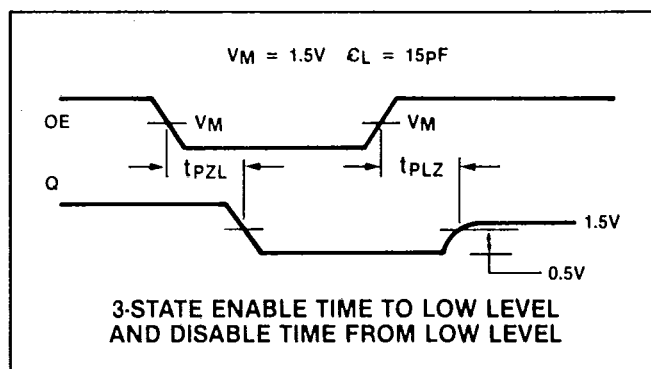 VM = 1.5V CL = 15pF
OE
VM
VM
tPZL
tPLZ
Q
1.5V
0.5V
3-STATE ENABLE TIME TO LOW LEVEL
AND DISABLE TIME FROM LOW LEVEL